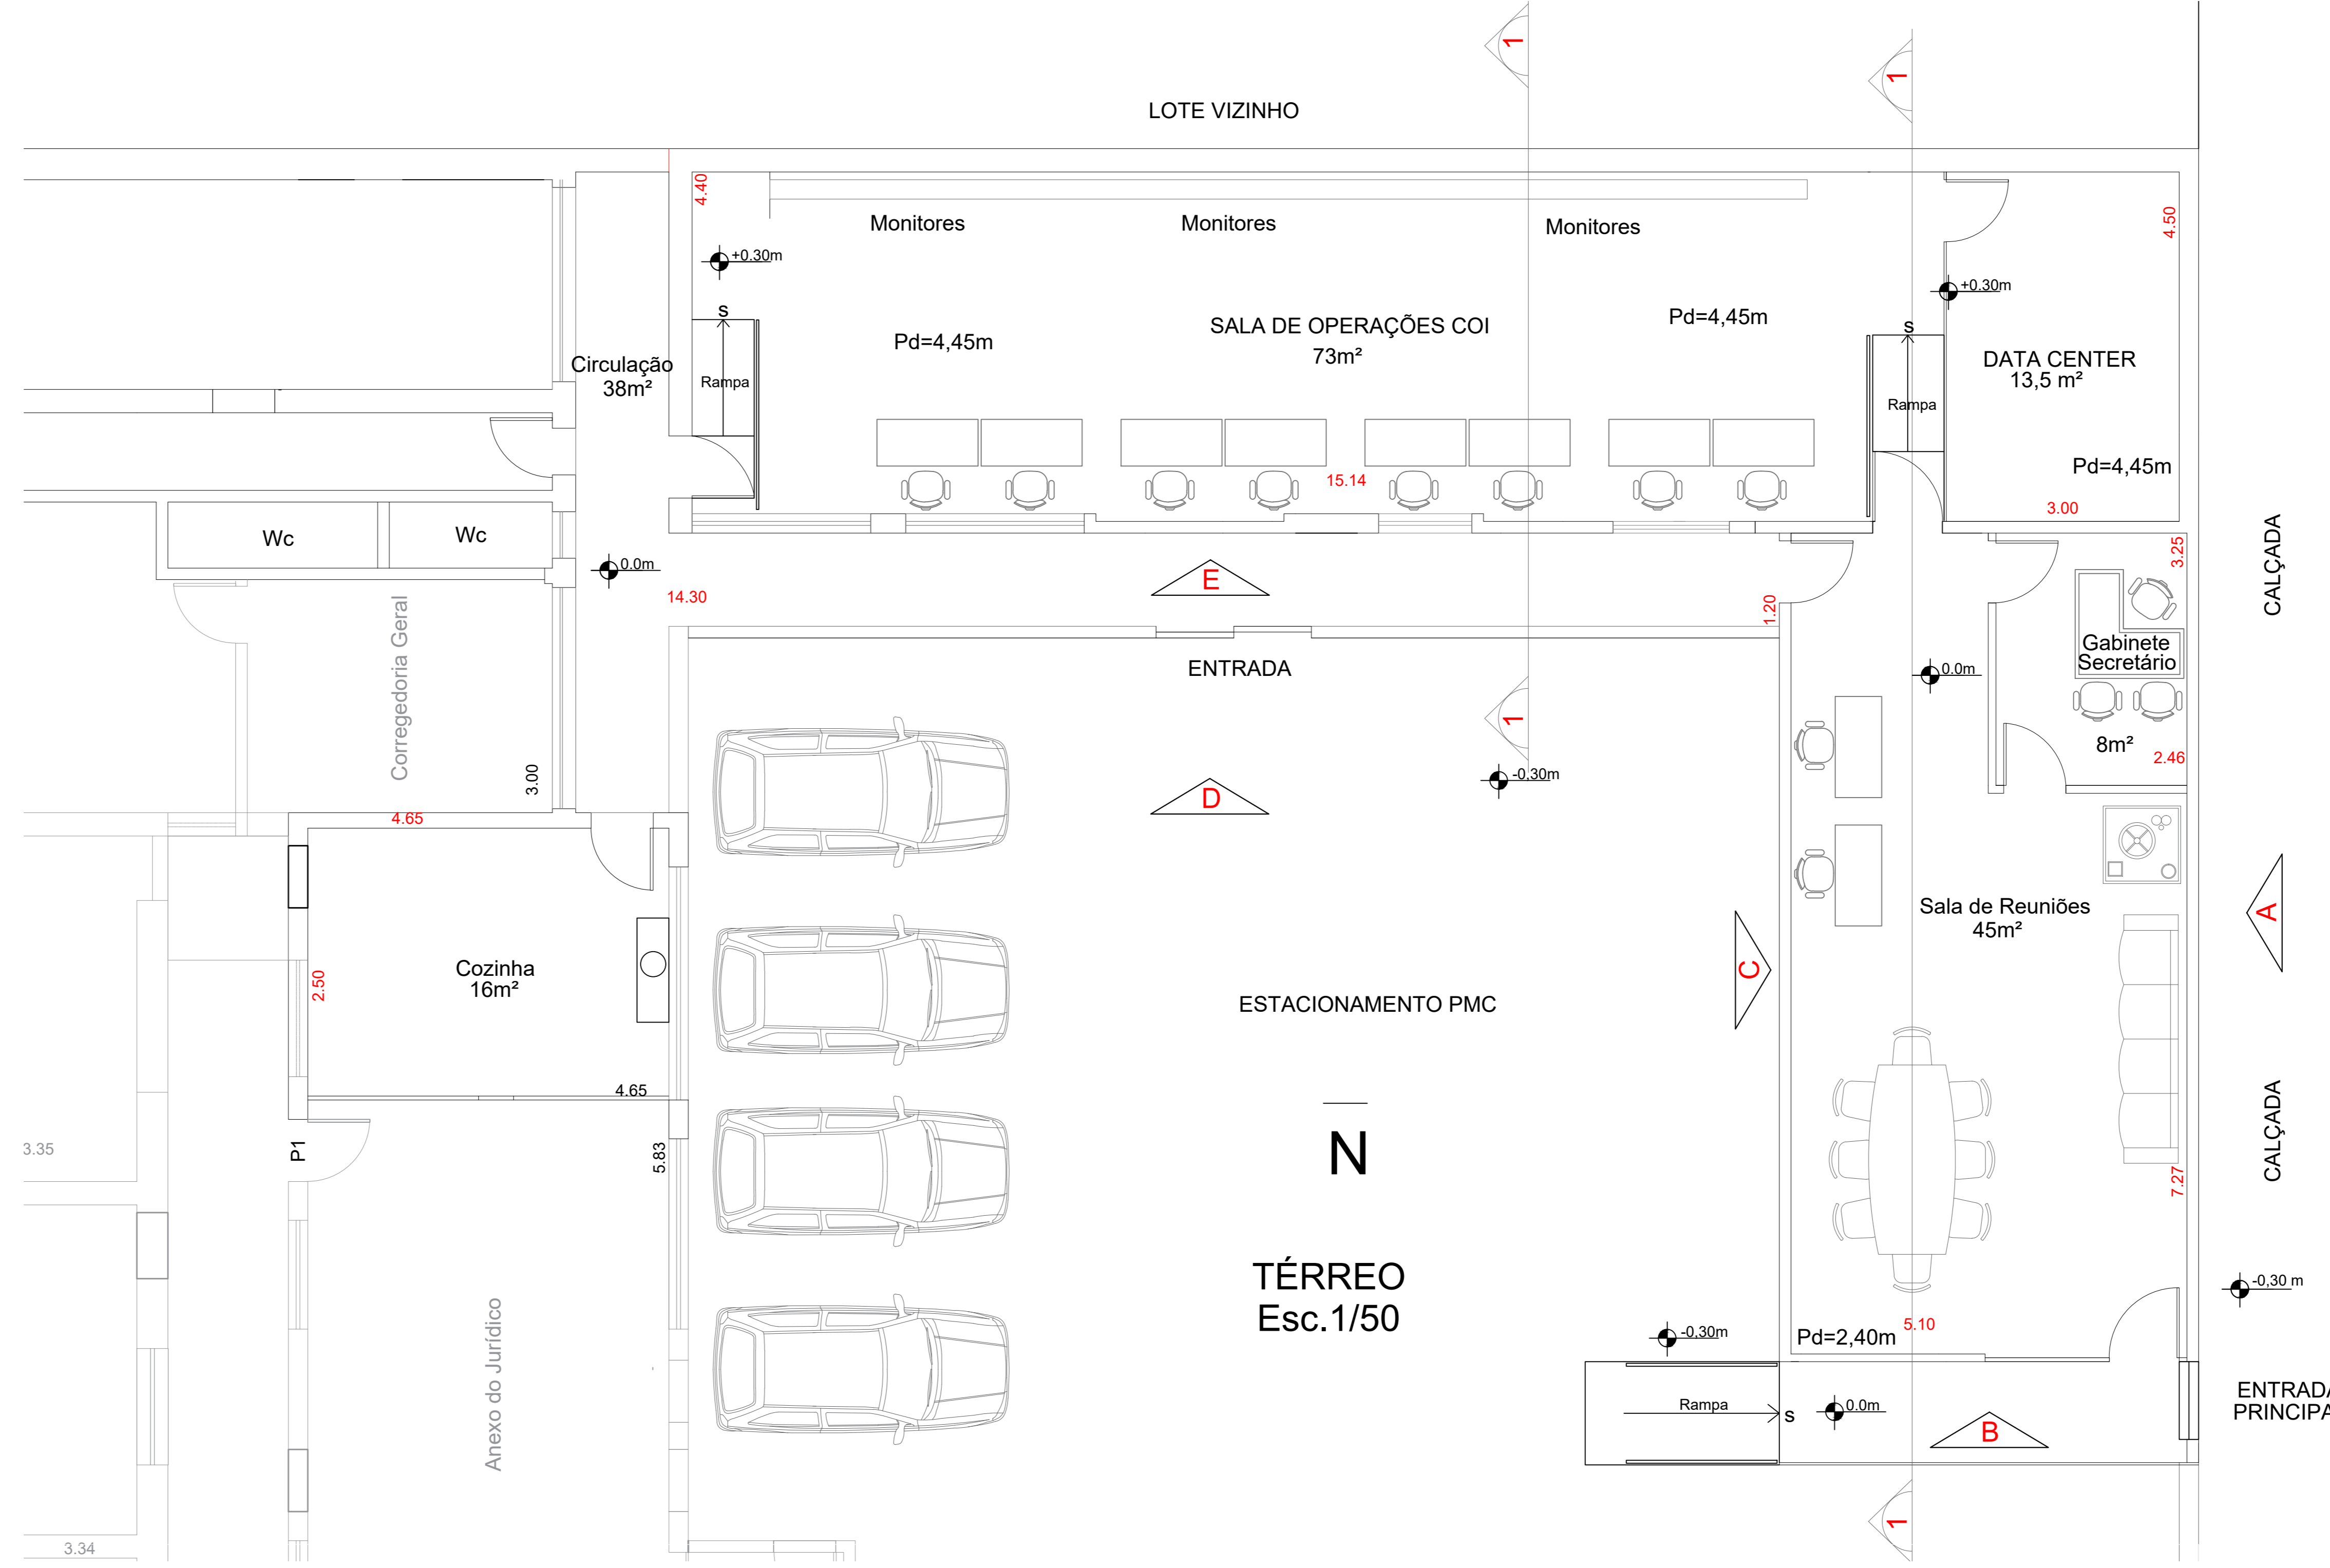 1
1
LOTE VIZINHO
4.40
Monitores
Monitores
Monitores
4.50
+0.30m
+0.30m
S
Pd=4,45m
SALA DE OPERAÇÕES COI
73m²
Pd=4,45m
S
Circulação
38m²
Rampa
DATA CENTER
13,5 m²
Rampa
Pd=4,45m
15.14
3.00
Wc
Wc
CALÇADA
0.0m
E
3.25
14.30
1.20
Corregedoria Geral
ENTRADA
Gabinete
Secretário
0.0m
1
8m²
2.46
3.00
-0,30m
D
4.65
Sala de Reuniões
45m²
A
C
Cozinha
16m²
2.50
ESTACIONAMENTO PMC
4.65
CALÇADA
3.35
P1
5.83
N
7.27
TÉRREO
Esc.1/50
-0,30 m
Anexo do Jurídico
-0,30m
Pd=2,40m
5.10
Rampa
S
0.0m
B
ENTRADA
PRINCIPA
1
3.34